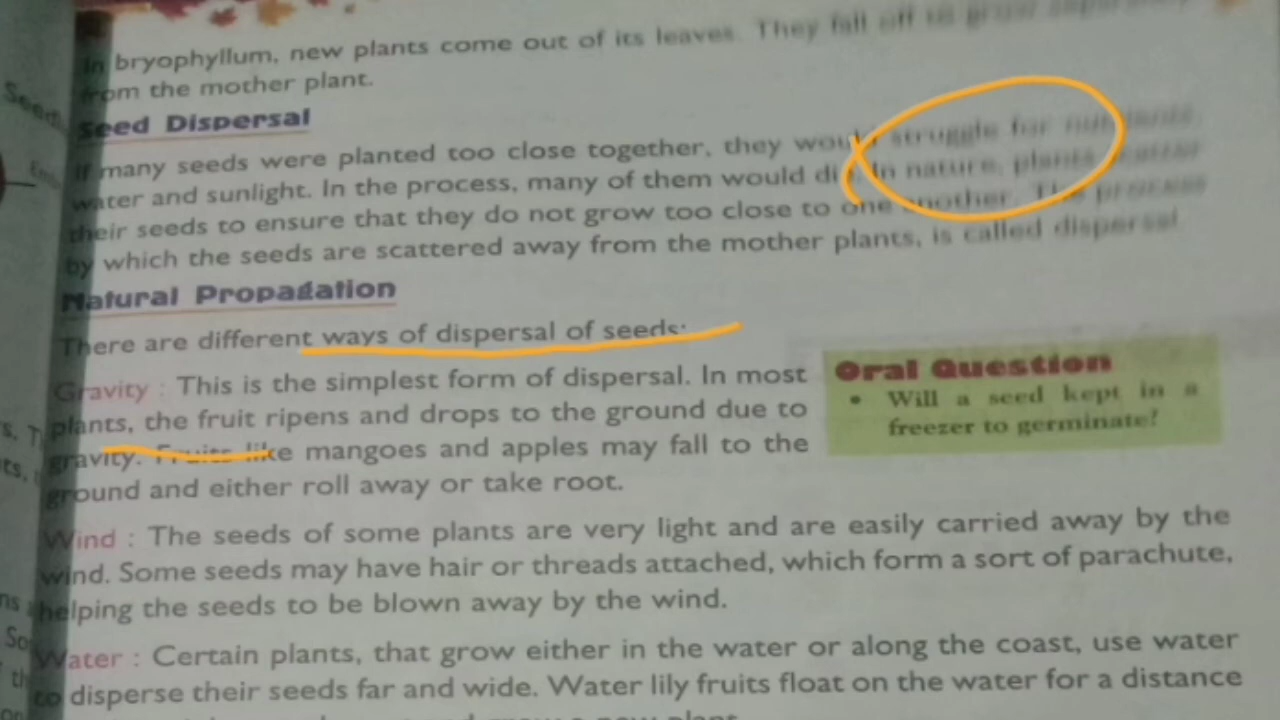 In bryophyllum, new plants come out of its leaves. They fall off to grow
from the mother plant.
Seed Dispersal
If many seeds were planted too close together, they would struggle for nutrients,
water and sunlight. In the process, many of them would die. In nature, plants scatter
their seeds to ensure that they do not grow too close to one another. The process
by which the seeds are scattered away from the mother plants, is called dispersal
Natural Propagation
There are different ways of dispersal of seeds:
Gravity : This is the simplest form of dispersal. In most
plants, the fruit ripens and drops to the ground due to
gravity. Fruits like mangoes and apples may fall to the
ground and either roll away or take root.
Oral Question
• Will a seed kept in a
freezer to germinate?
Wind : The seeds of some plants are very light and are easily carried away by the
wind. Some seeds may have hair or threads attached, which form a sort of parachute,
helping the seeds to be blown away by the wind.
Water : Certain plants, that grow either in the water or along the coast, use water
to disperse their seeds far and wide. Water lily fruits float on the water for a distance